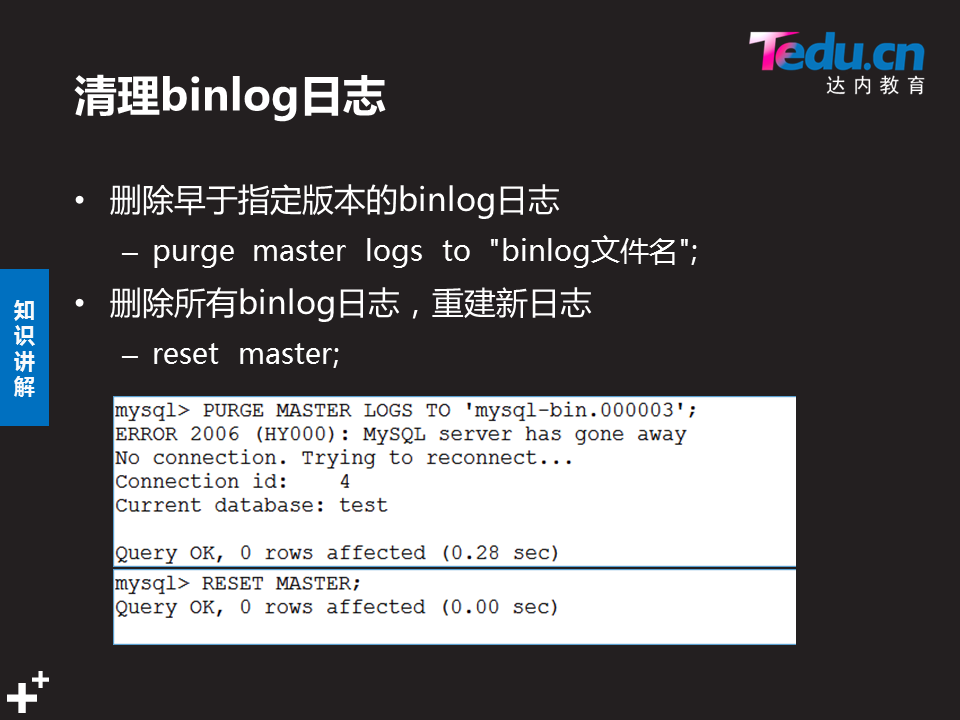 Tedu.cn
达内教育
清理binlog日志
• 删除早于指定版本的binlog日志
– purge master logs to "binlog文件名";
• 删除所有binlog日志，重建新日志
– reset master;
知识讲解
mysql> PURGE MASTER LOGS TO 'mysql-bin.000003';
ERROR 2006 (HY000): MySQL server has gone away
No connection. Trying to reconnect...
Connection id:    4
Current database: test
Query OK, 0 rows affected (0.28 sec)
mysql> RESET MASTER;
Query OK, 0 rows affected (0.00 sec)